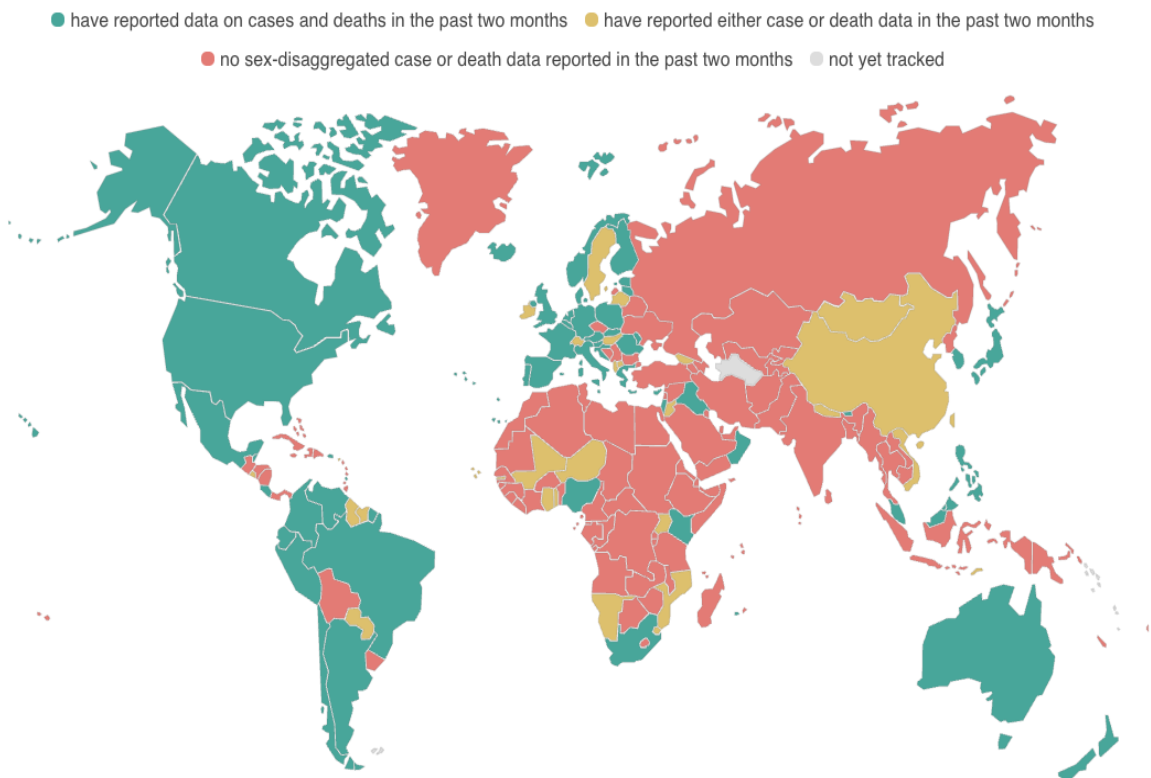 have reported data on cases and deaths in the past two months have reported either case or death data in the past two months
no sex-disaggregated case or death data reported in the past two months not yet tracked